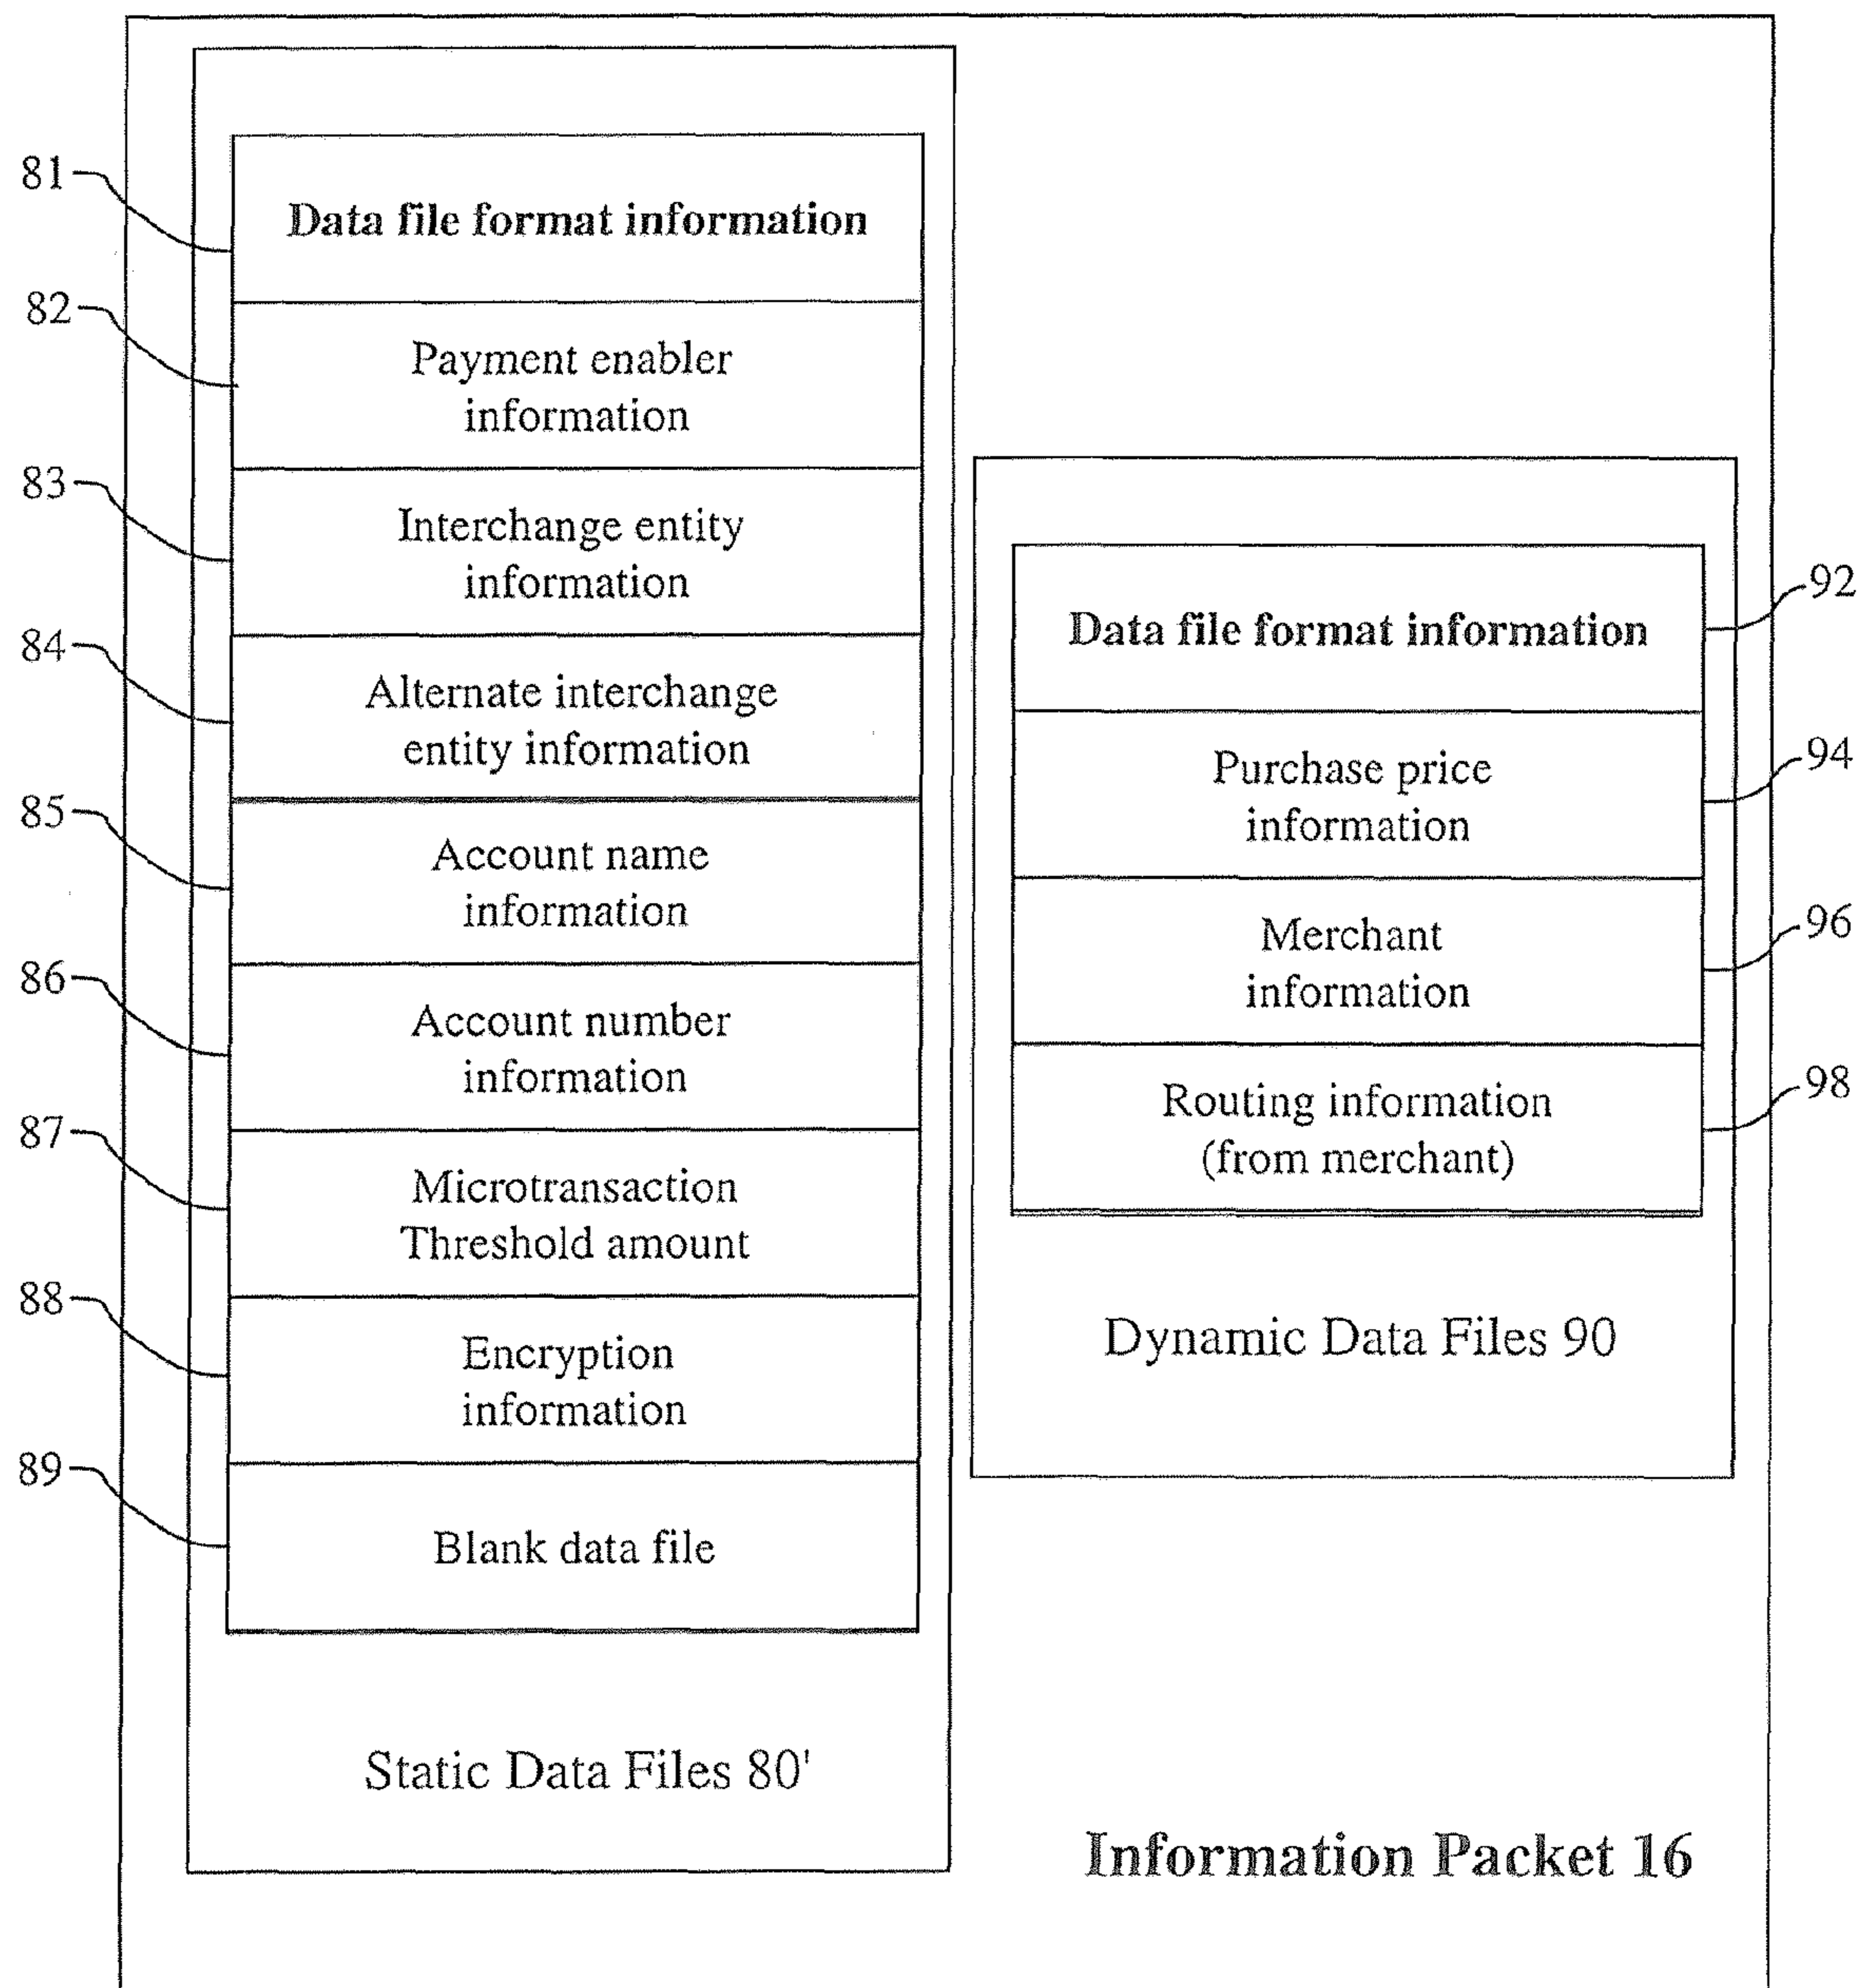 81
Data file format information
82
Payment enabler
information
83
Interchange entity
information
84
Alternate interchange
entity information
85
Account name
information
86
Account number
information
87
Microtransaction
Threshold amount
88
Encryption
information
89
Blank data file
Static Data Files 80'
92
Data file format information
94
Purchase price
information
96
Merchant
information
98
Routing information
(from merchant)
Dynamic Data Files 90
Information Packet 16